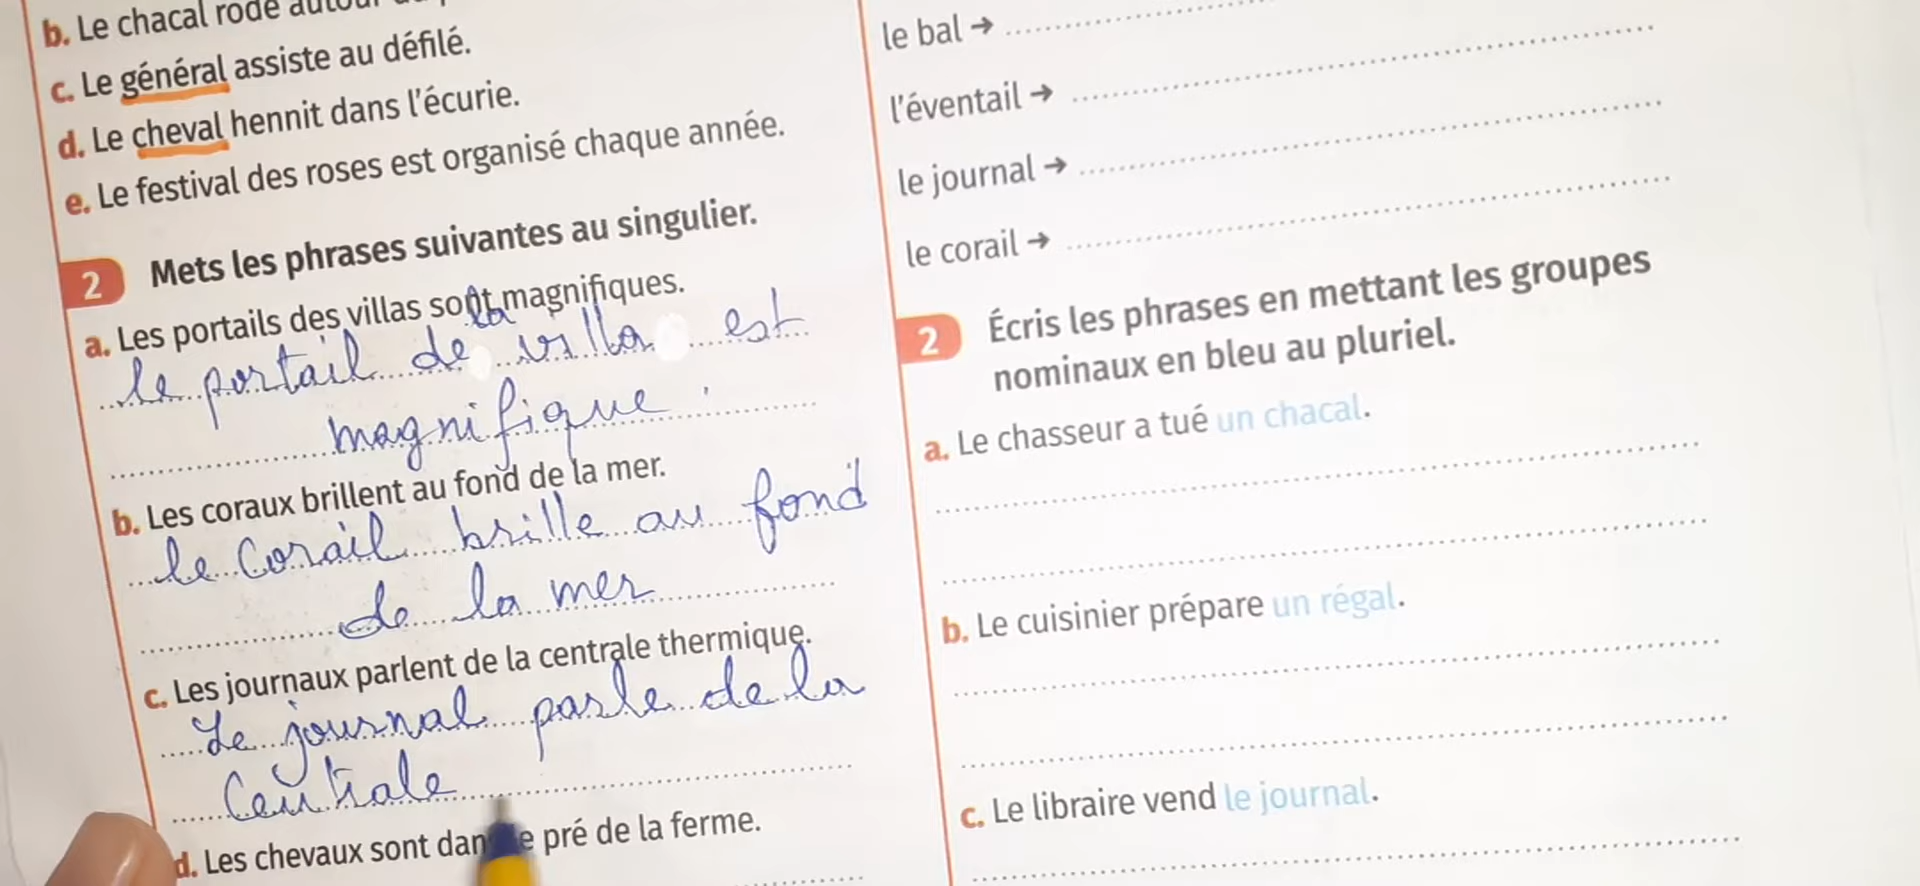 b. Le chacal rode
c. Le général assiste au défilé.
d. Le cheval hennit dans l'écurie.
e. Le festival des roses est organisé chaque année.
2 Mets les phrases suivantes au singulier.
a. Les portails des villas sont magnifiques.
le portail de la villa est
magnifique.
b. Les coraux brillent au fond de la mer.
le corail brille au fond
de la mer
c. Les journaux parlent de la centrale thermique.
Le journal parle de la
Centrale
d. Les chevaux sont dans le pré de la ferme.
le bal →
l'éventail →
le journal →
le corail →
2 Écris les phrases en mettant les groupes
nominaux en bleu au pluriel.
a. Le chasseur a tué un chacal.
b. Le cuisinier prépare un régal.
c. Le libraire vend le journal.